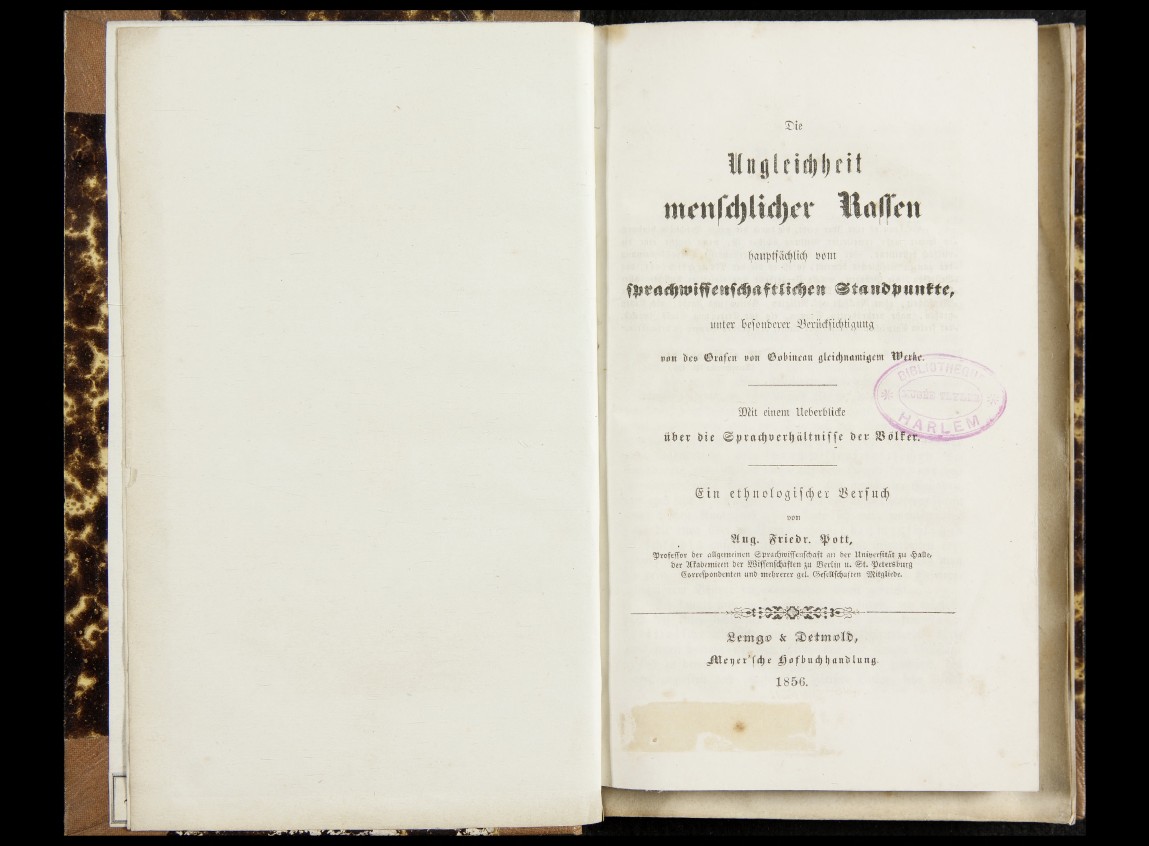 Die
Ungleichheit
menschlicher Rassen
hauptsächlich vom
sprachwissenschaftlichen Standpunkte,
unter besonderer Berücksichtigung
von des Grafen von Gobineau gleichnamigem Werke.
BIBLIOTHEQUE
HARLEM
Mit einem Ueberblicke
über die Sprachverhältnisse der Völker.
Ein ethnologischer Versuch
von
Aug. Friedr. Pott,
Professor der allgemeinen Sprachwissenschaft an der Universität zu Halle,
der Akademieen der Wissenschaften zu Berlin u. St. Petersburg
Correspondenten und mehrerer gel. Gesellschaften Mitgliede.
Lemgo & Detmold,
Meyer'sche Hofbuchhandlung.
1856.